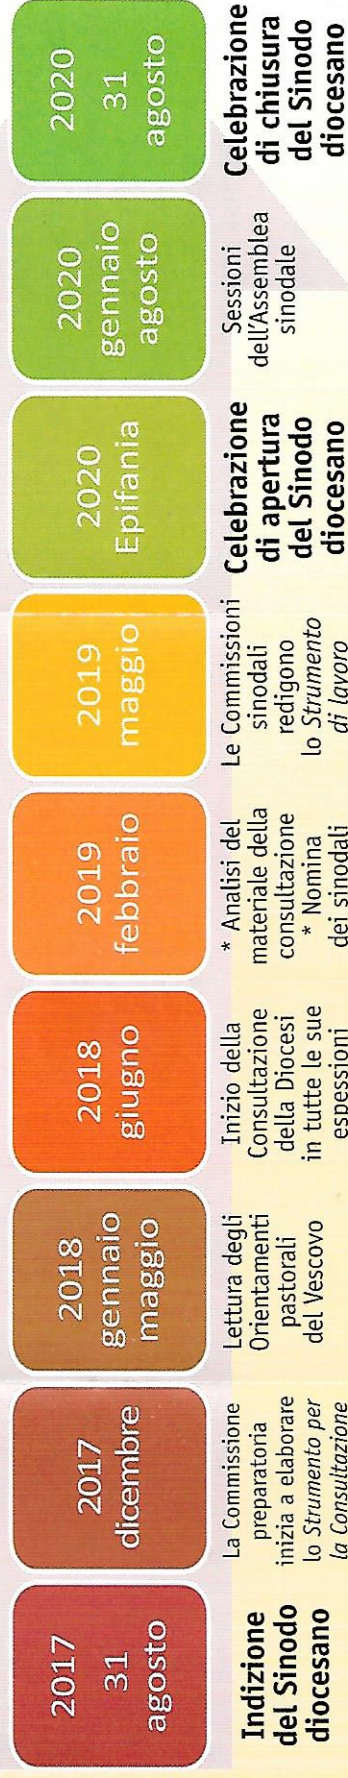 2017
31
agosto
Indizione
del Sinodo
diocesano
2017
dicembre
La Commissione
preparatoria
inizia a elaborare
lo Strumento per
la Consultazione
2018
gennaio
maggio
Lettura degli
Orientamenti
pastorali
del Vescovo
2018
giugno
Inizio della
Consultazione
della Diocesi
in tutte le sue
espessioni
2019
febbraio
* Analisi del
materiale della
consultazione
* Nomina
dei sinodali
2019
maggio
Le Commissioni
sinodali
redigono
lo Strumento
di lavoro
2020
Epifania
Celebrazione
di apertura
del Sinodo
diocesano
2020
gennaio
agosto
Sessioni
dell'Assemblea
sinodale
2020
31
agosto
Celebrazione
di chiusura
del Sinodo
diocesano